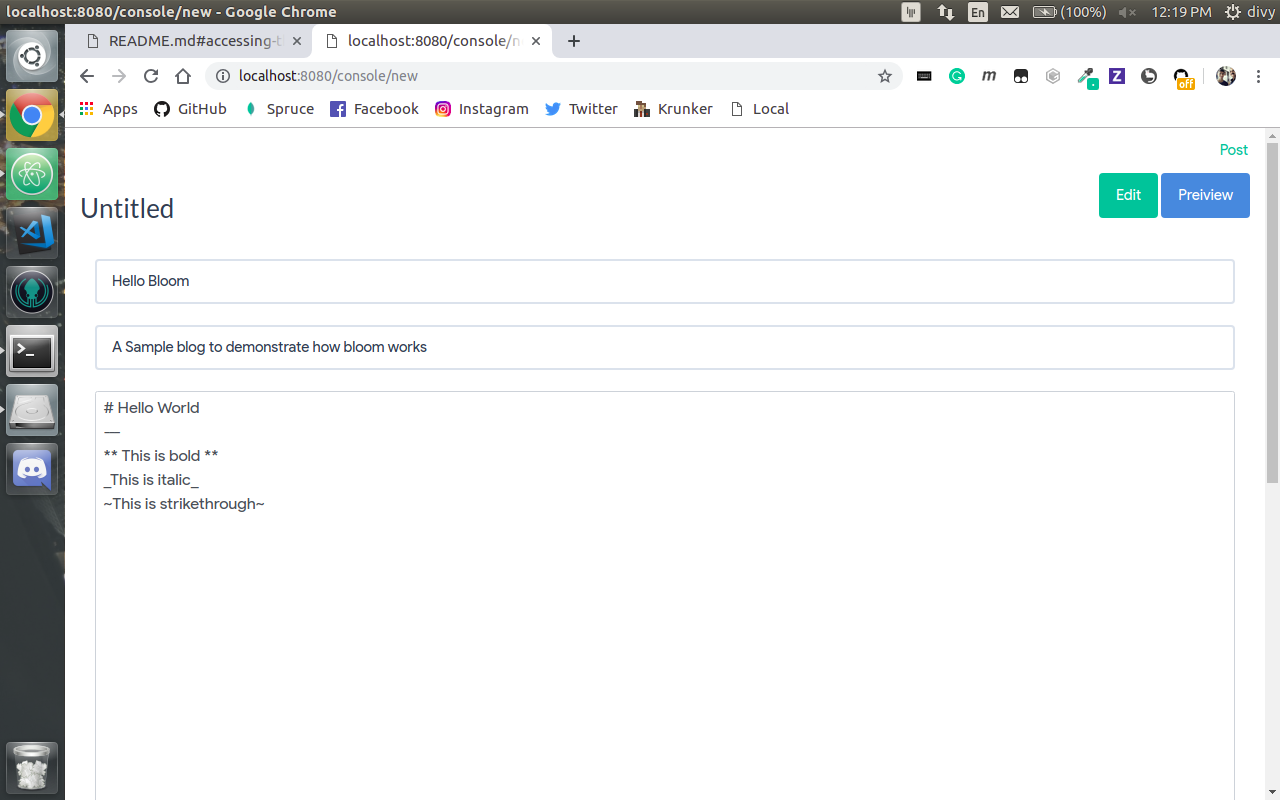 localhost:8080/console/new - Google Chrome
En
(100%)
12:19 PM
divy
README.md#accessing-t
localhost:8080/console/n
localhost:8080/console/new
off
Apps
GitHub
Spruce
Facebook
Instagram
Twitter
Krunker
Local
Post
Untitled
Edit
Preiview
Hello Bloom
A Sample blog to demonstrate how bloom works
# Hello World
---
** This is bold **
_This is italic_
~This is strikethrough~